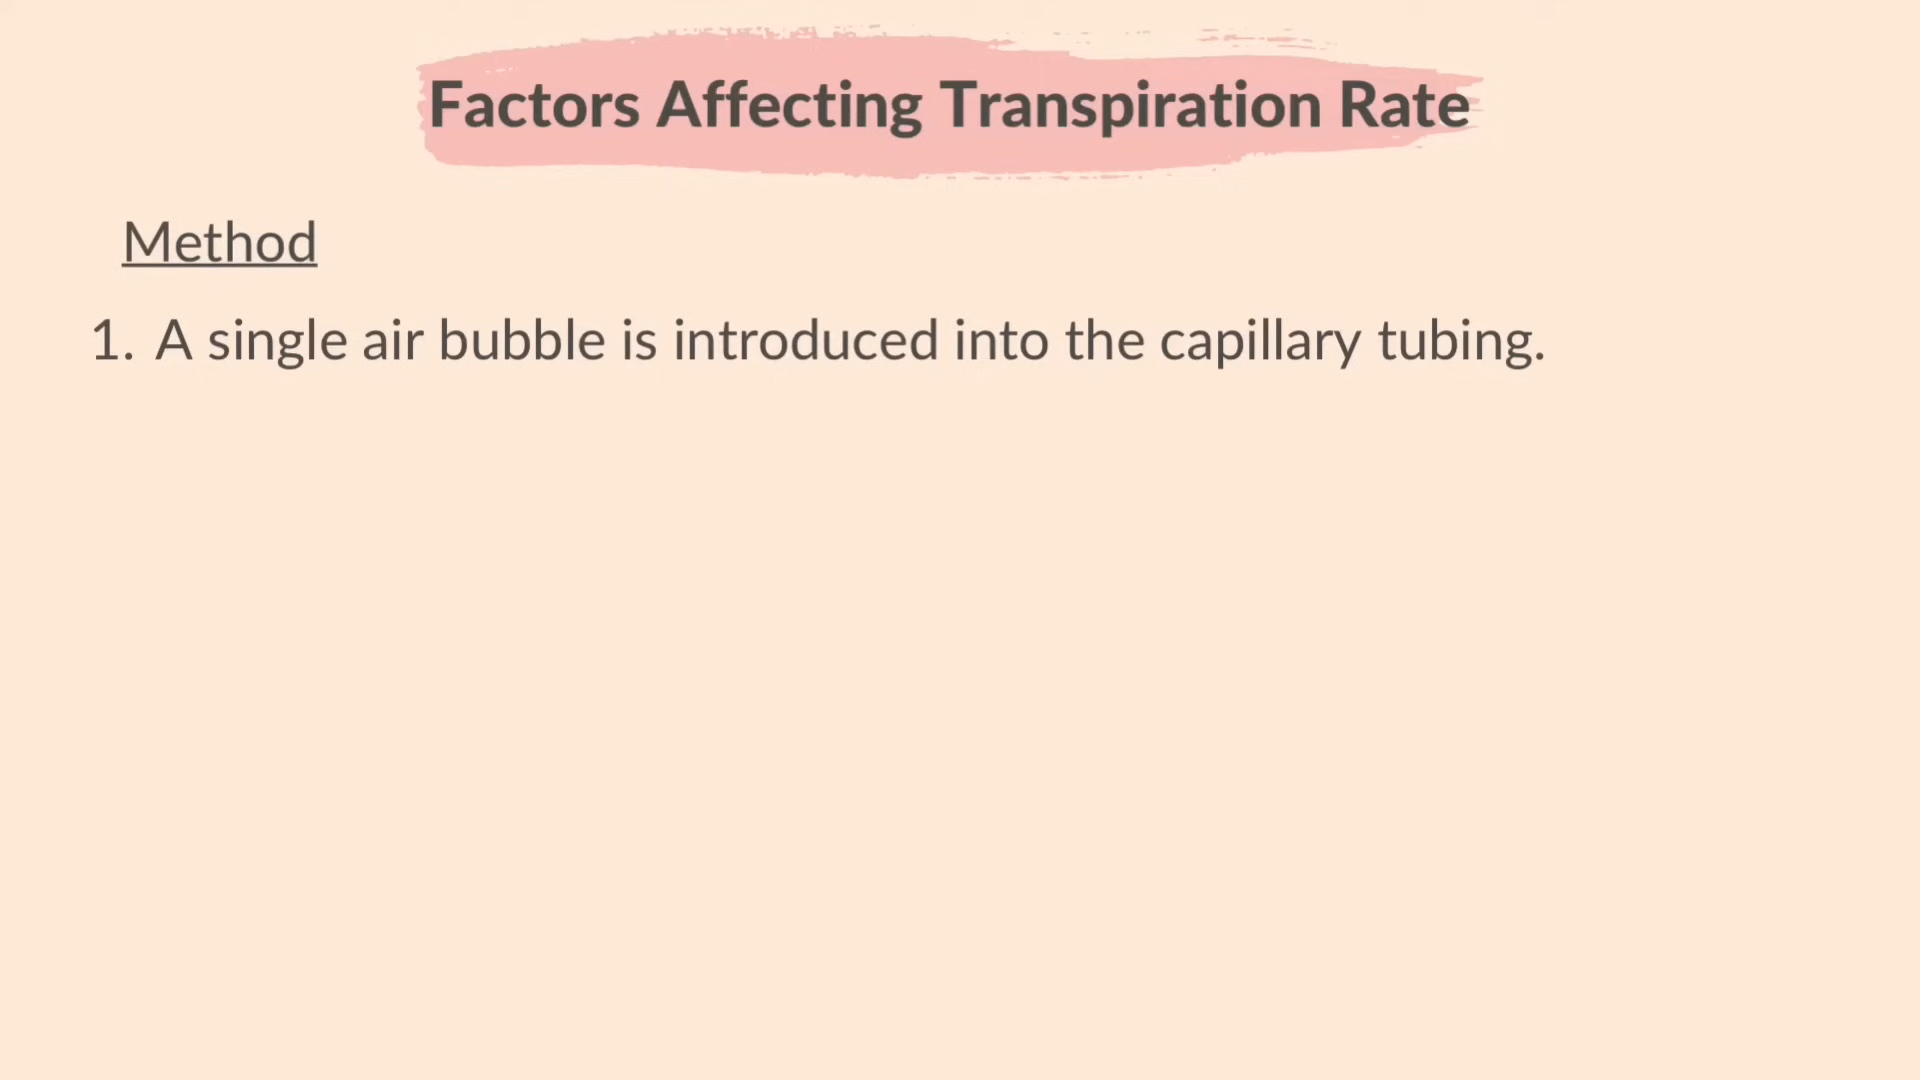 Factors Affecting Transpiration Rate
Method
1. A single air bubble is introduced into the capillary tubing.